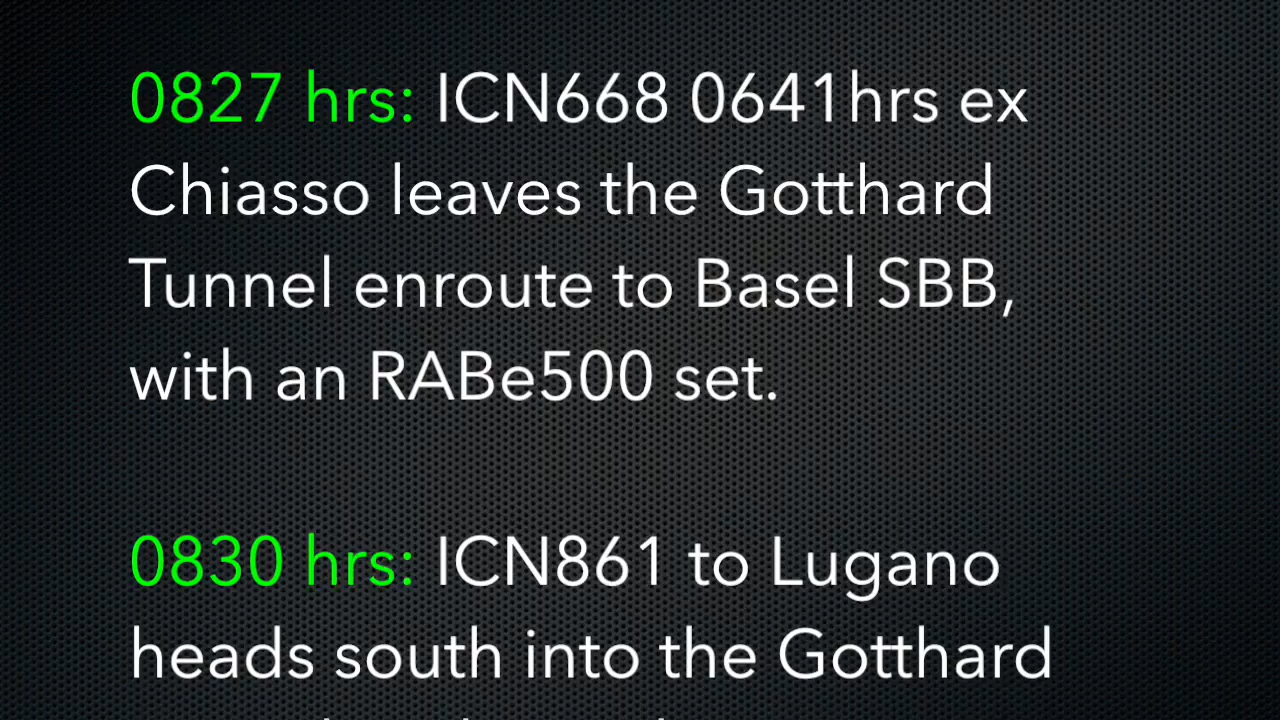 0827 hrs: ICN668 0641hrs ex
Chiasso leaves the Gotthard
Tunnel enroute to Basel SBB,
with an RABe500 set.
0830 hrs: ICN861 to Lugano
heads south into the Gotthard